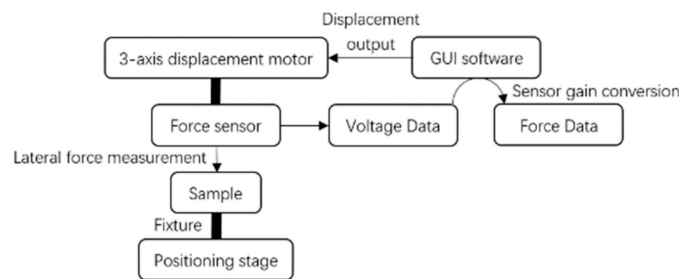 Displacement
output
3-axis displacement motor
GUI software
Sensor gain conversion
Force sensor
Voltage Data
Force Data
Lateral force measurement
Sample
Fixture
Positioning stage